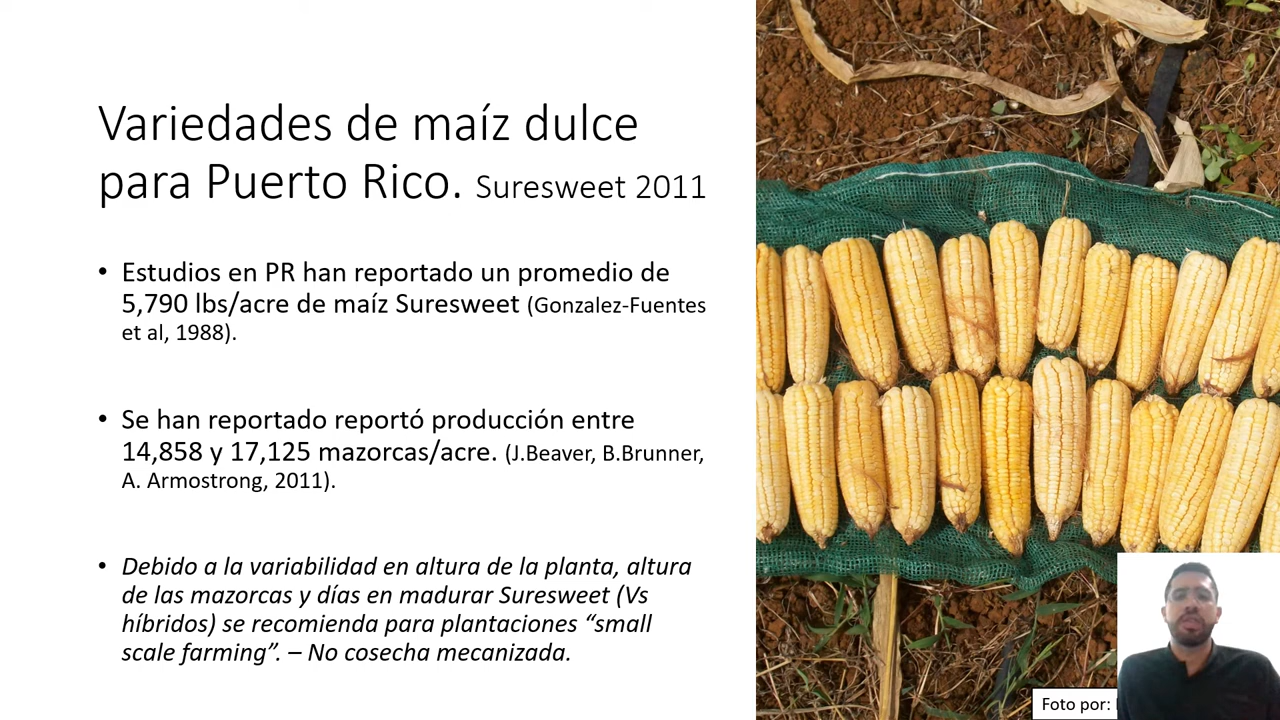 Variedades de maíz dulce
para Puerto Rico. Suresweet 2011
• Estudios en PR han reportado un promedio de
5,790 lbs/acre de maíz Suresweet (Gonzalez-Fuentes
et al, 1988).
• Se han reportado reportó producción entre
14,858 y 17,125 mazorcas/acre. (J.Beaver, B.Brunner,
A. Armostrong, 2011).
• Debido a la variabilidad en altura de la planta, altura
de las mazorcas y días en madurar Suresweet (Vs
híbridos) se recomienda para plantaciones “small
scale farming”. – No cosecha mecanizada.
Foto por: